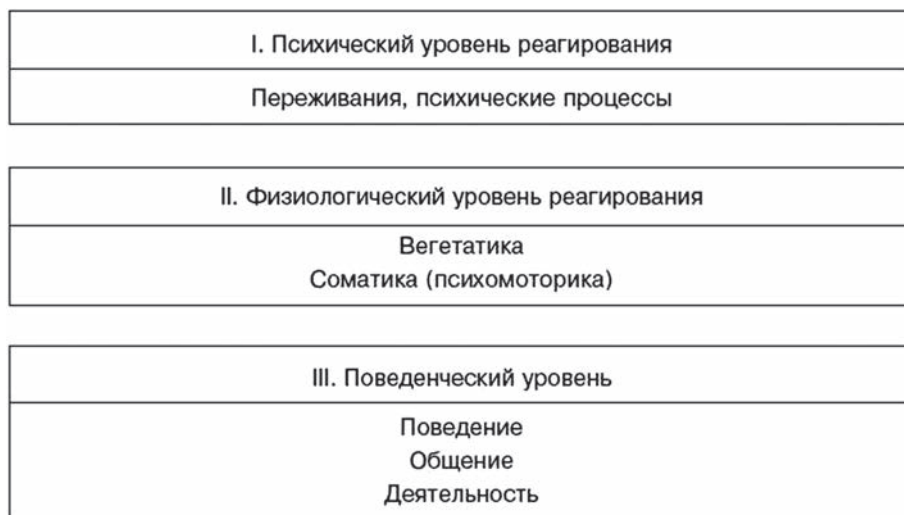 I. Психический уровень реагирования
Переживания, психические процессы
II. Физиологический уровень реагирования
Вегетатика
Соматика (психомоторика)
III. Поведенческий уровень
Поведение
Общение
Деятельность